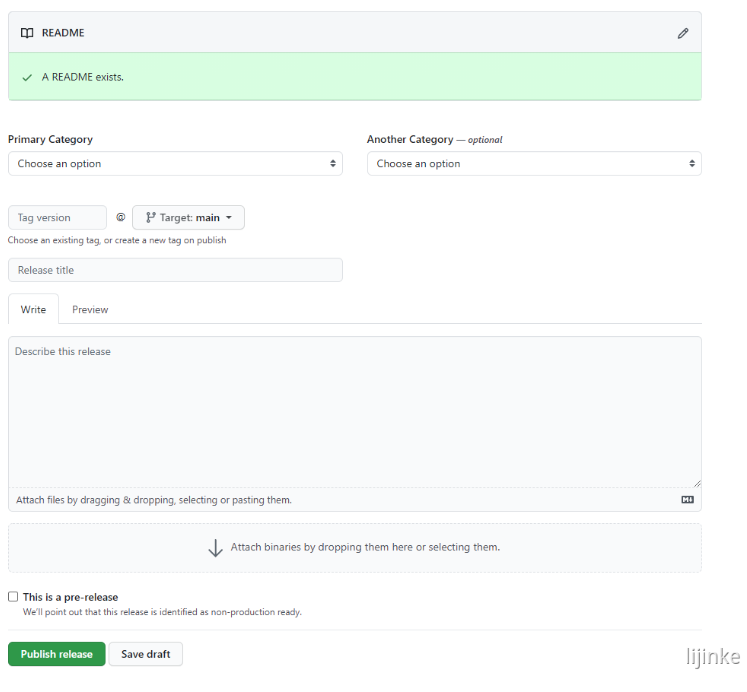 README
A README exists.
Primary Category
Another Category — optional
Choose an option
Choose an option
Tag version @ Target: main
Choose an existing tag, or create a new tag on publish
Release title
Write Preview
Describe this release
Attach files by dragging & dropping, selecting or pasting them.
Attach binaries by dropping them here or selecting them.
This is a pre-release
We'll point out that this release is identified as non-production ready.
Publish release Save draft
lijinke